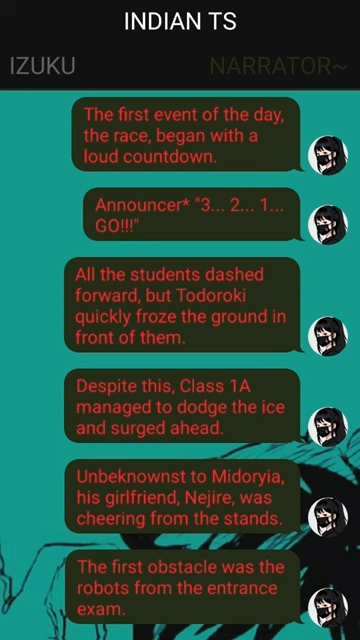 INDIAN TS
IZUKU
NARRATOR~
The first event of the day,
the race, began with a
loud countdown.
Announcer* "3... 2... 1...
GO!!!"
All the students dashed
forward, but Todoroki
quickly froze the ground in
front of them.
Despite this, Class 1A
managed to dodge the ice
and surged ahead.
Unbeknownst to Midoryia,
his girlfriend, Nejire, was
cheering from the stands.
The first obstacle was the
robots from the entrance
exam.